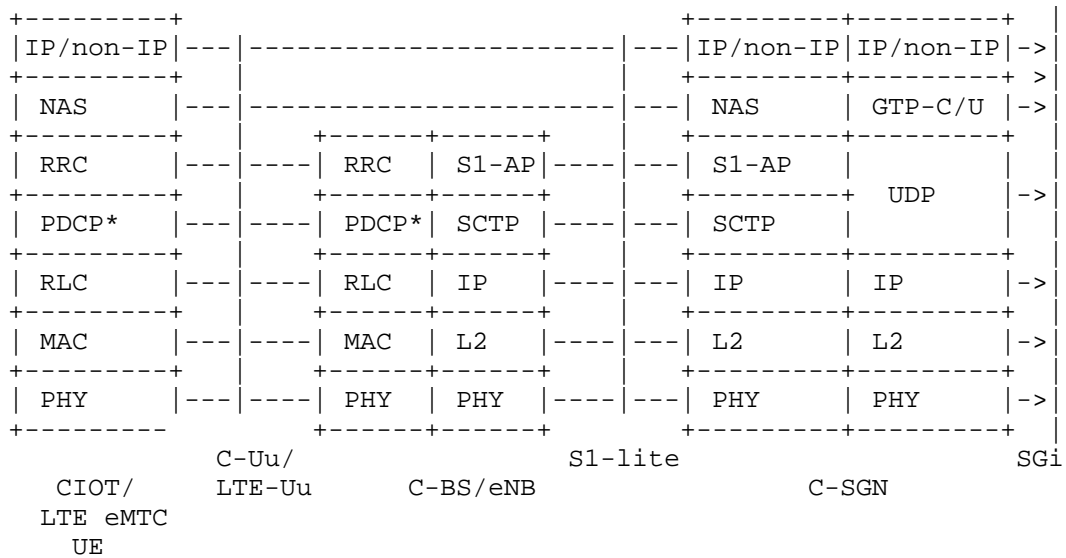 +---------+                               +---------+---------+  |
|IP/non-IP|---|-----------------------|---|IP/non-IP|IP/non-IP|->|
+---------+   |                       |   +---------+---------+ >|
| NAS     |---|-----------------------|---| NAS     | GTP-C/U |->|
+---------+   |    +------+------+    |   +---------+---------+  |
| RRC     |---|----| RRC  | S1-AP|----|---| S1-AP   |         |  |
+---------+   |    +------+------+    |   +---------+  UDP    |->|
| PDCP*   |---|----| PDCP*| SCTP |----|---| SCTP    |         |  |
+---------+   |    +------+------+    |   +---------+---------+  |
| RLC     |---|----| RLC  | IP   |----|---| IP      | IP      |->|
+---------+   |    +------+------+    |   +---------+---------+  |
| MAC     |---|----| MAC  | L2   |----|---| L2      | L2      |->|
+---------+   |    +------+------+    |   +---------+---------+  |
| PHY     |---|----| PHY  | PHY  |----|---| PHY     | PHY     |->|
+---------         +------+------+        +---------+---------+  |
C-Uu/ S1-lite SGi
CIOT/ LTE-Uu C-BS/eNB C-SGN
LTE eMTC
UE